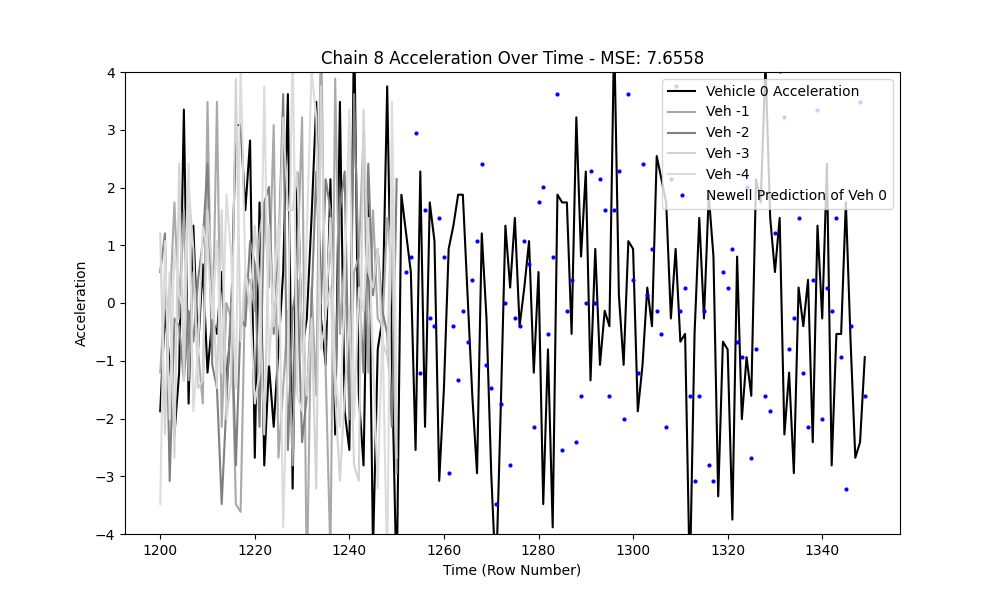 Chain 8 Acceleration Over Time - MSE: 7.6558
Acceleration
4
3
2
1
0
−1
−2
−3
−4
Vehicle 0 Acceleration
Veh -1
Veh -2
Veh -3
Veh -4
Newell Prediction of Veh 0
1200
1220
1240
1260
1280
1300
1320
1340
Time (Row Number)